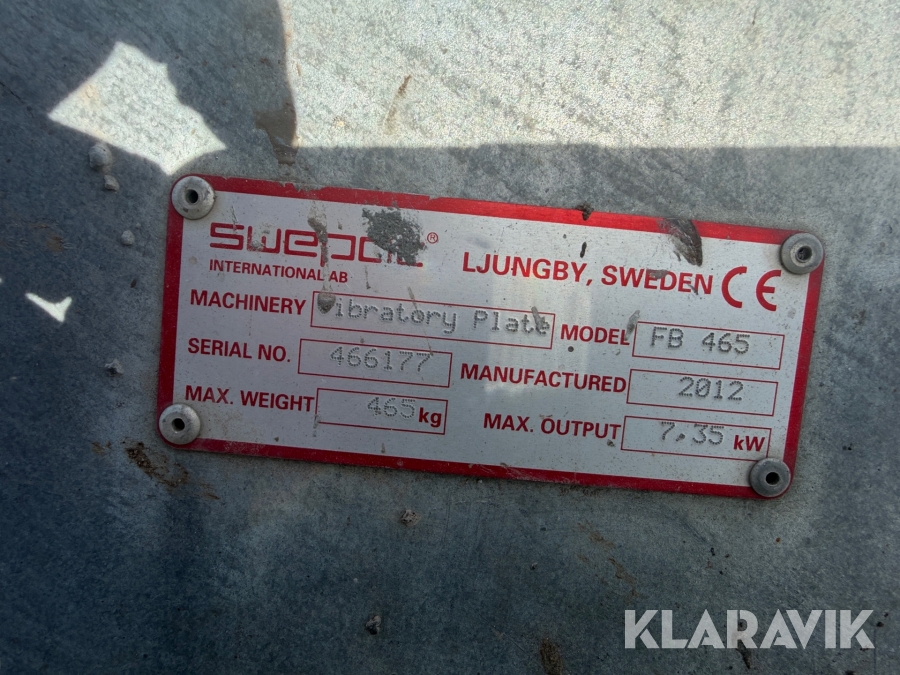 swepac®
INTERNATIONAL AB
LJUNGBY, SWEDEN CE
MACHINERY Vibratory Plate MODEL FB 465
SERIAL NO. 466177 MANUFACTURED 2012
MAX. WEIGHT 465 kg MAX. OUTPUT 7,35 kW
KLARAVIK